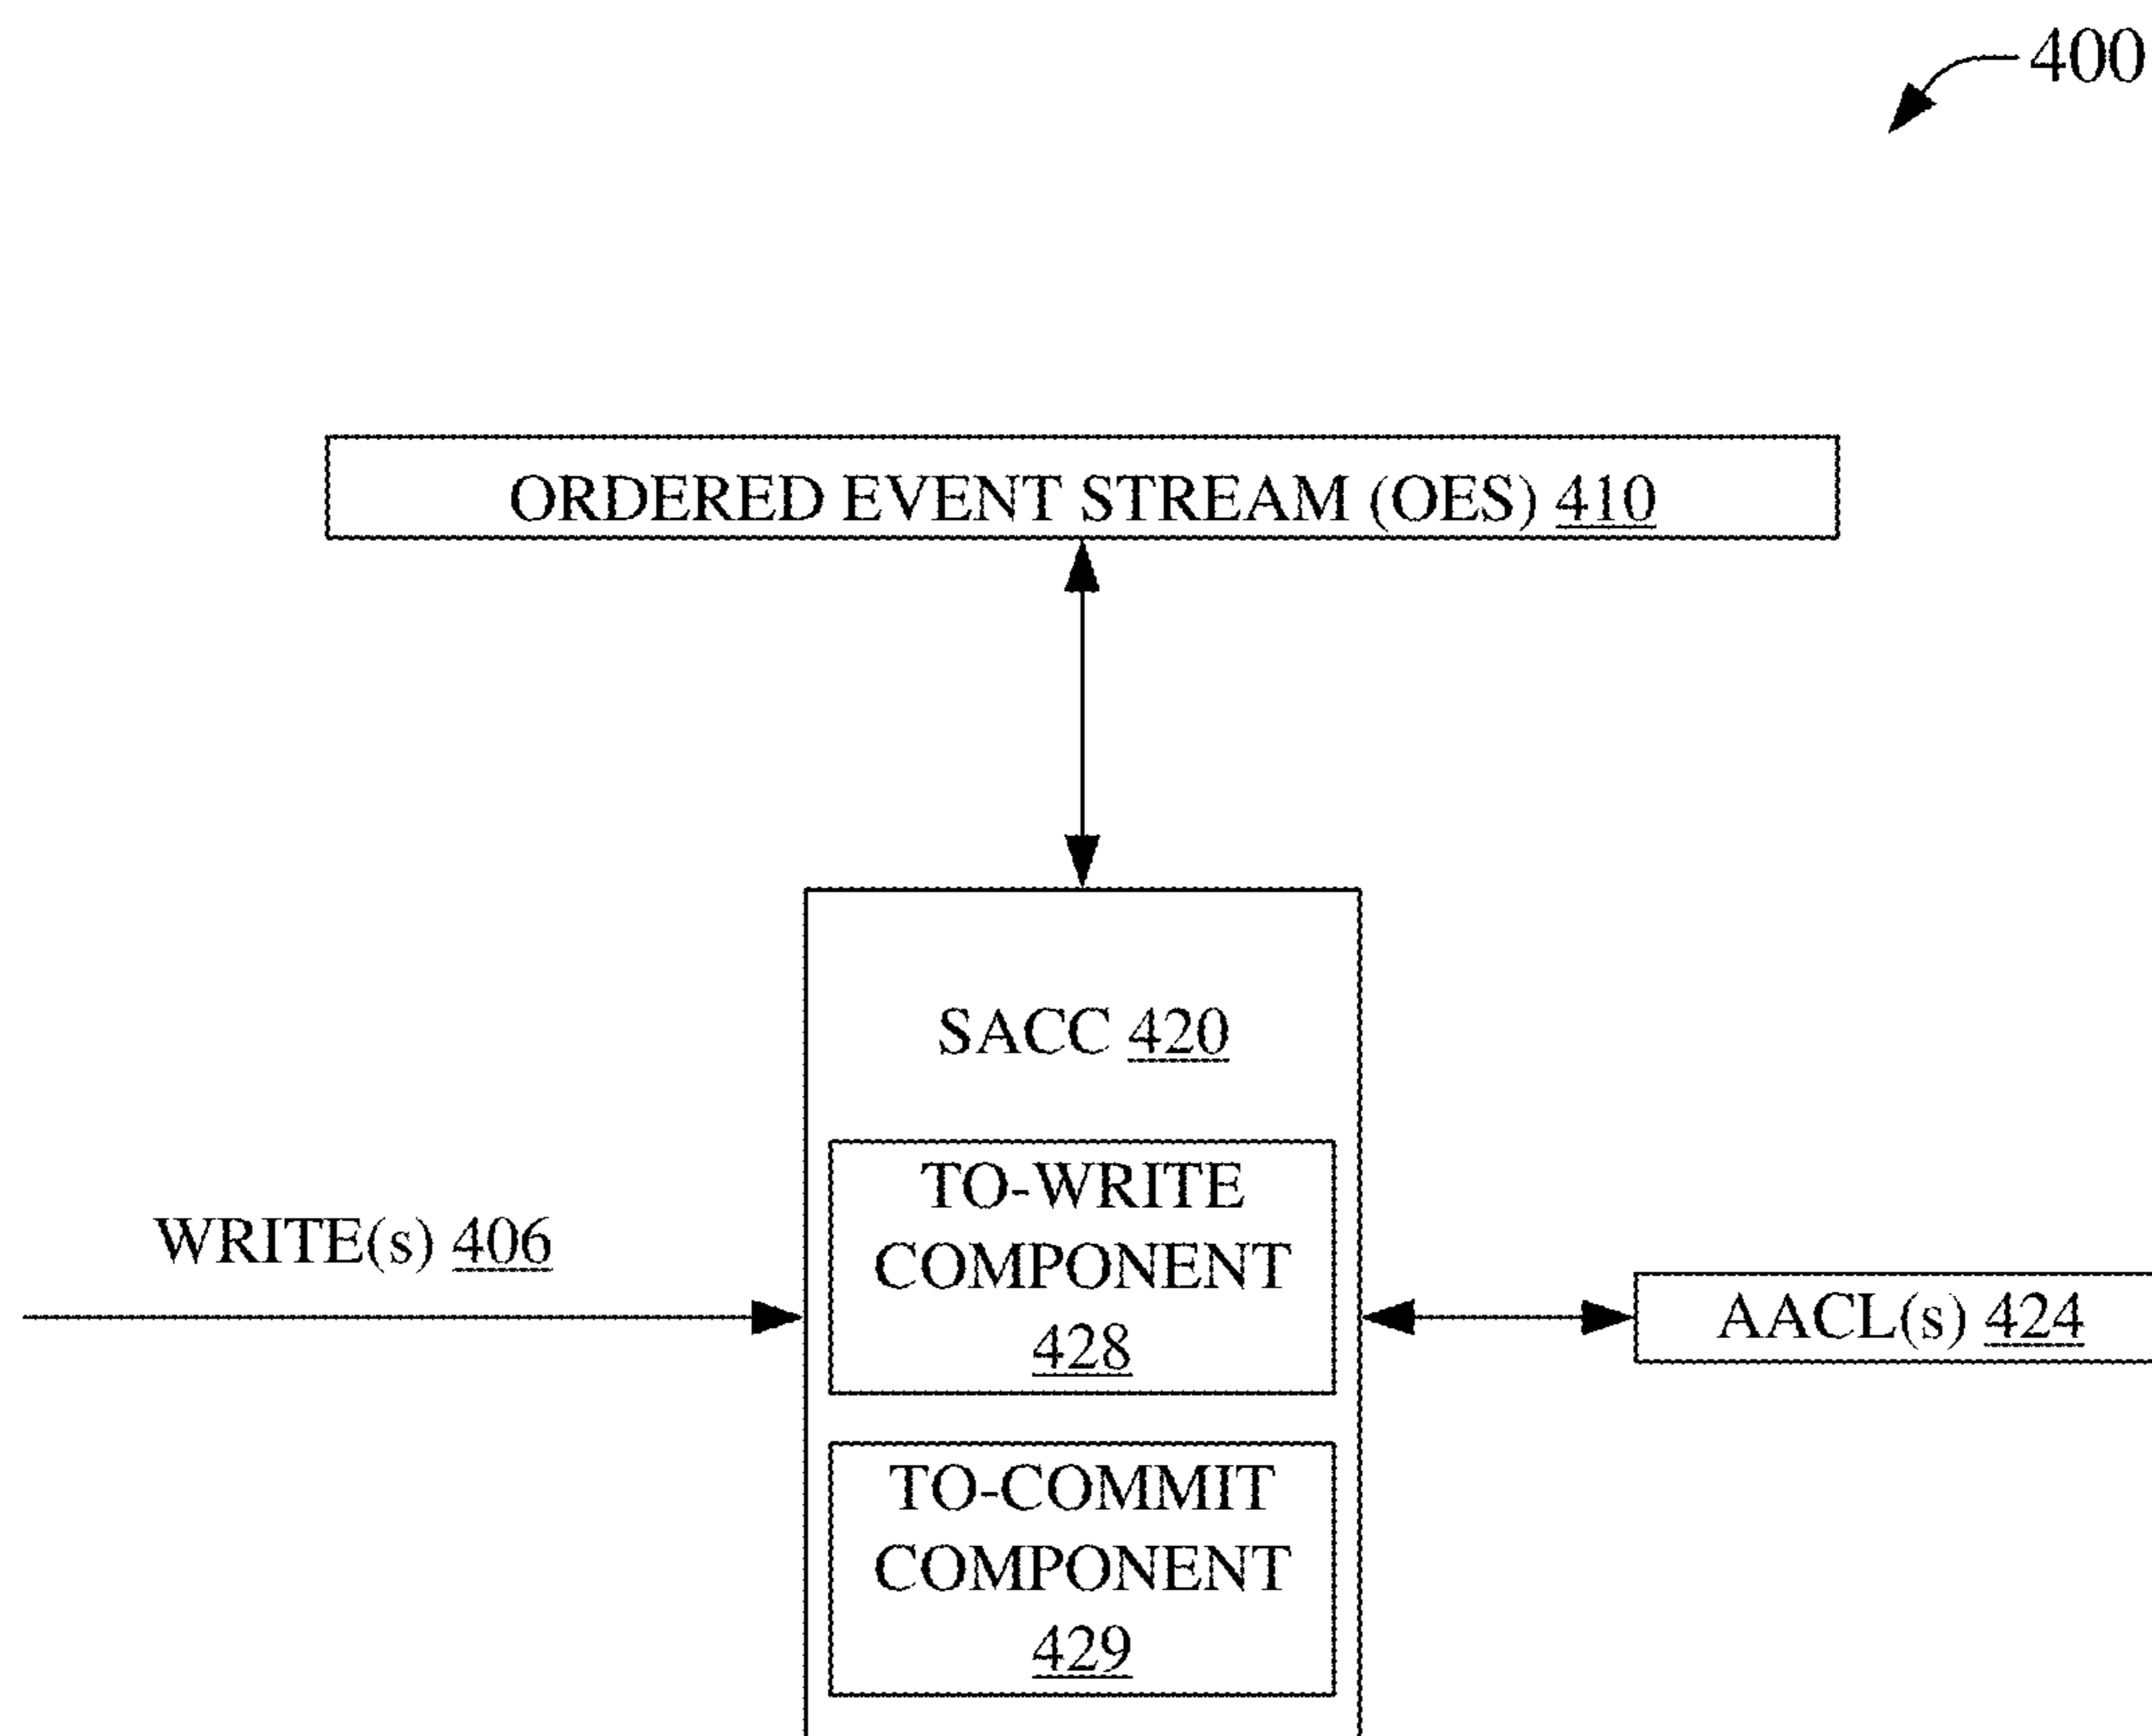 400
ORDERED EVENT STREAM (OES) 410
SACC 420
TO-WRITE
COMPONENT
428
WRITE(s) 406
AACL(s) 424
TO-COMMIT
COMPONENT
429